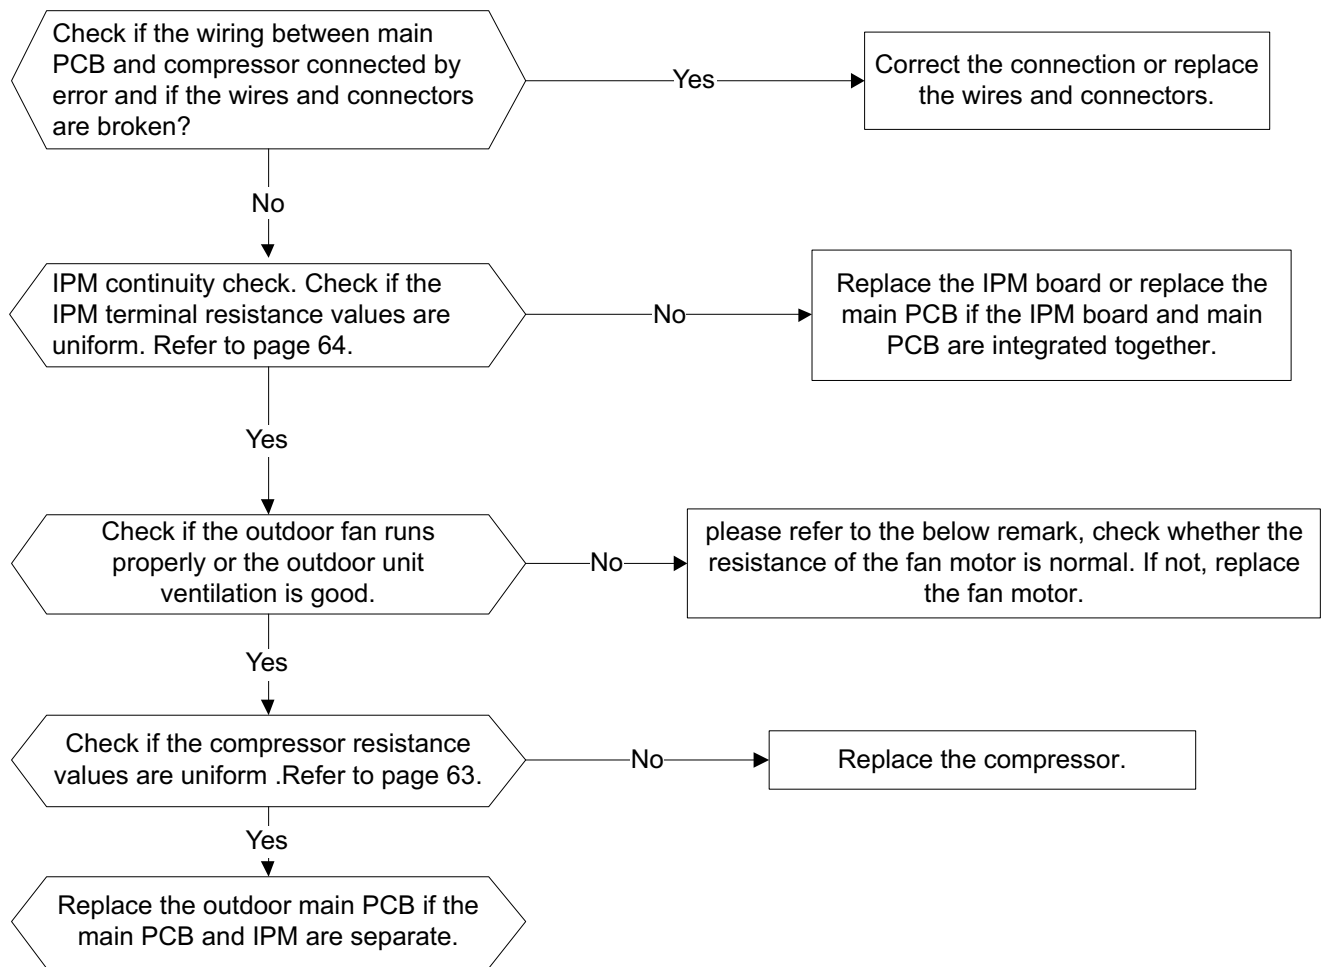 Check if the wiring between main
PCB and compressor connected by
error and if the wires and connectors
are broken?
Yes
Correct the connection or replace
the wires and connectors.
No
IPM continuity check. Check if the
IPM terminal resistance values are
uniform. Refer to page 64.
No
Replace the IPM board or replace the
main PCB if the IPM board and main
PCB are integrated together.
Yes
Check if the outdoor fan runs
properly or the outdoor unit
ventilation is good.
No
please refer to the below remark, check whether the
resistance of the fan motor is normal. If not, replace
the fan motor.
Yes
Check if the compressor resistance
values are uniform .Refer to page 63.
No
Replace the compressor.
Yes
Replace the outdoor main PCB if the
main PCB and IPM are separate.